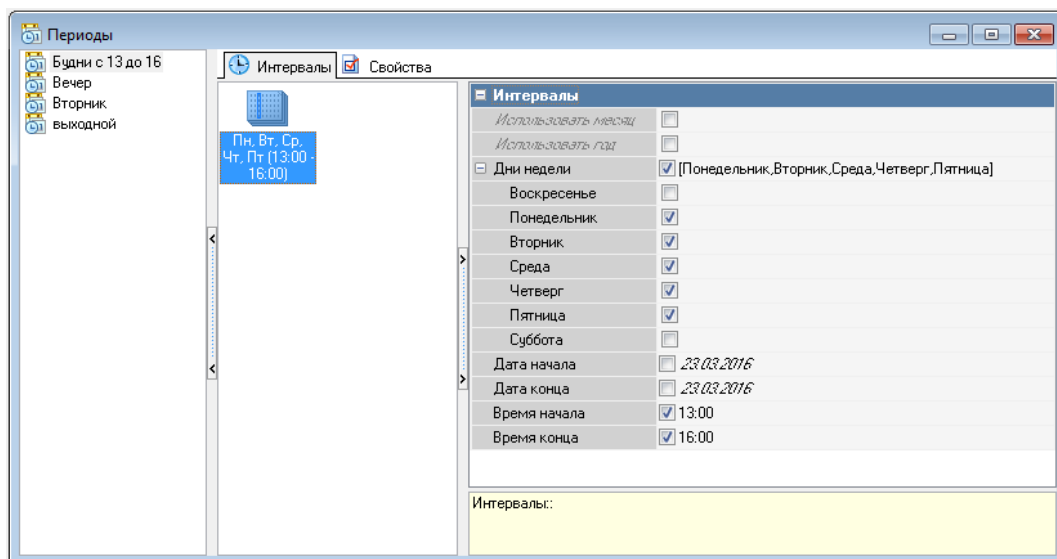 Периоды
Будни с 13 до 16
Вечер
Вторник
выходной
Интервалы
Свойства
Пн, Вт, Ср,
Чт, Пт (13:00 -
16:00)
Интервалы
Использовать месяц
Использовать год
Дни недели [Понедельник,Вторник,Среда,Четверг,Пятница]
Воскресенье
Понедельник
Вторник
Среда
Четверг
Пятница
Суббота
Дата начала 23.03.2016
Дата конца 23.03.2016
Время начала 13:00
Время конца 16:00
Интервалы::